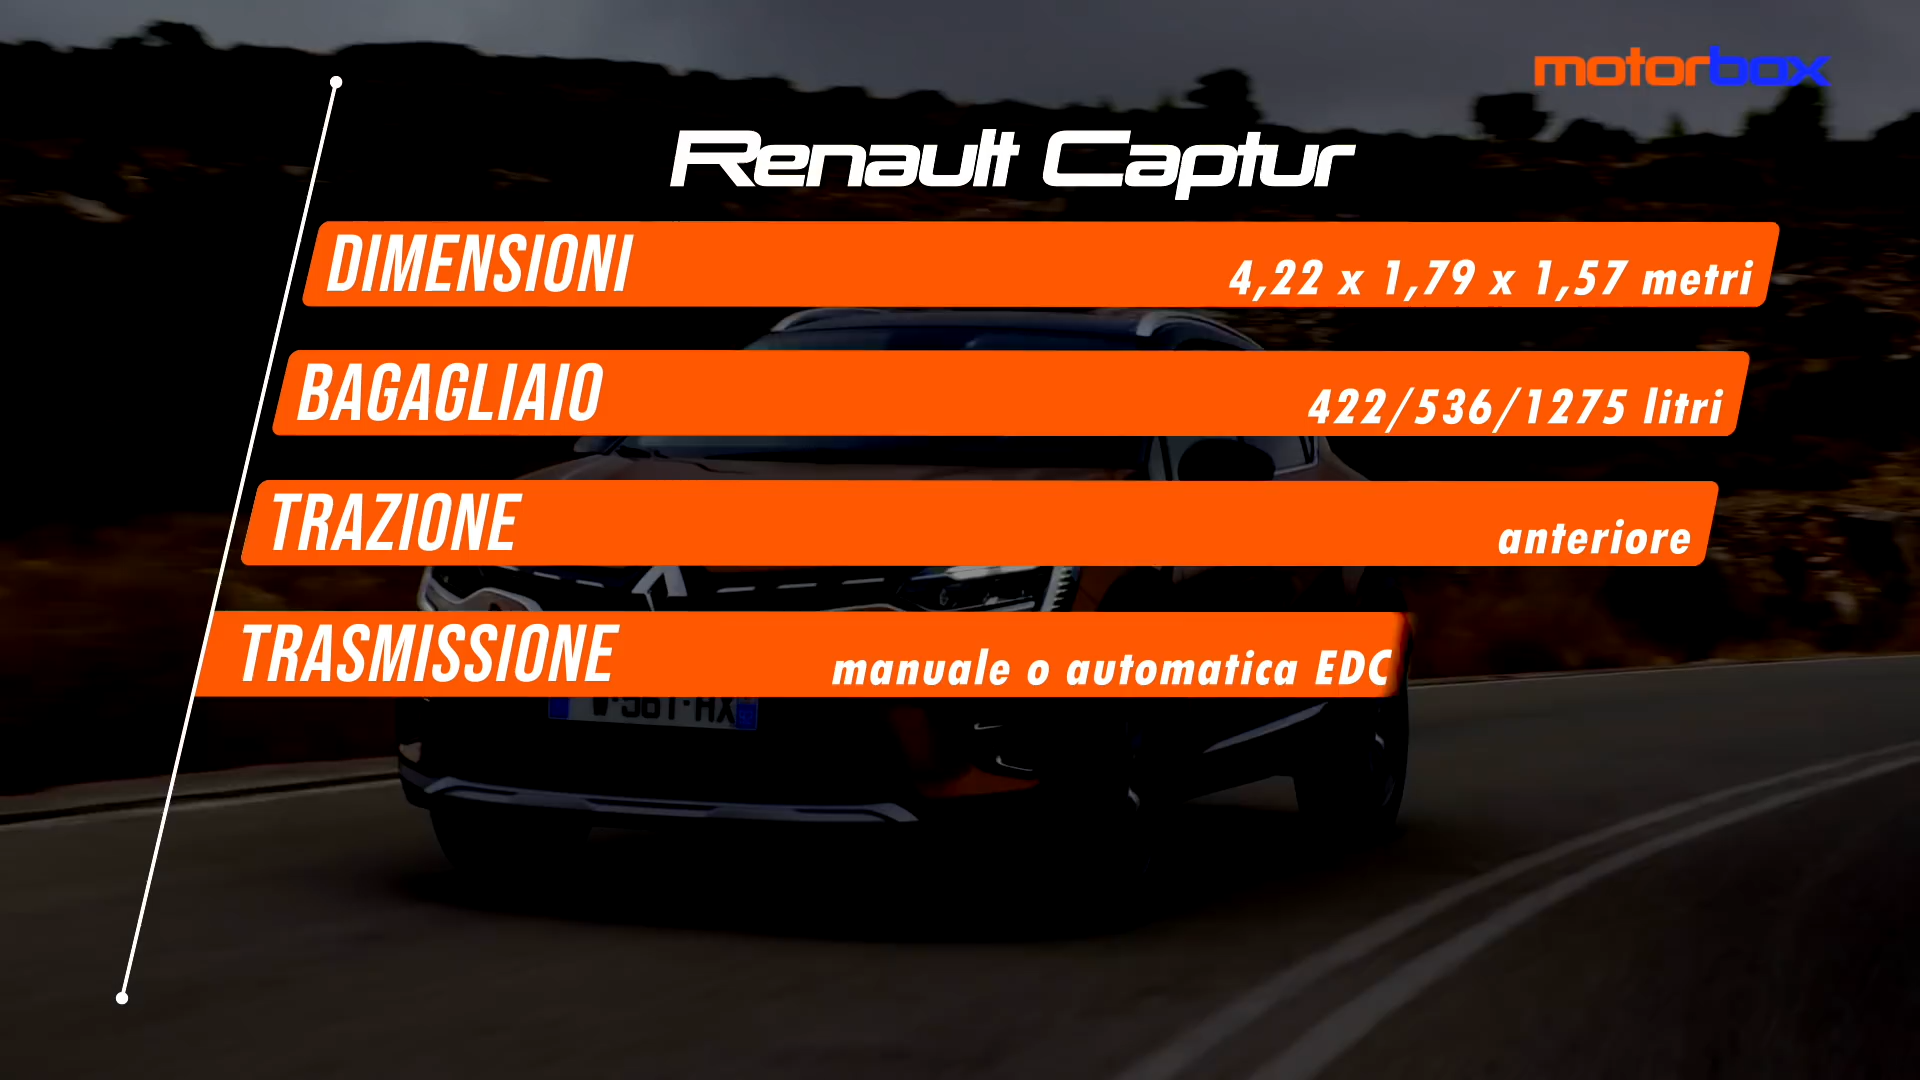 motorbox
Renault Captur
DIMENSIONI
4,22 x 1,79 x 1,57 metri
BAGAGLIAIO
422/536/1275 litri
TRAZIONE
anteriore
TRASMISSIONE
manuale o automatica EDC